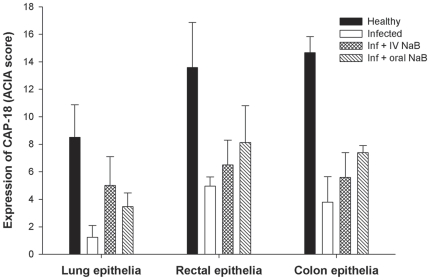 Expression of CAP-18 (ACIA score)
18
16
14
12
10
8
6
4
2
0
Healthy
Infected
Inf + IV NaB
Inf + oral NaB
Lung epithelia
Rectal epithelia
Colon epithelia